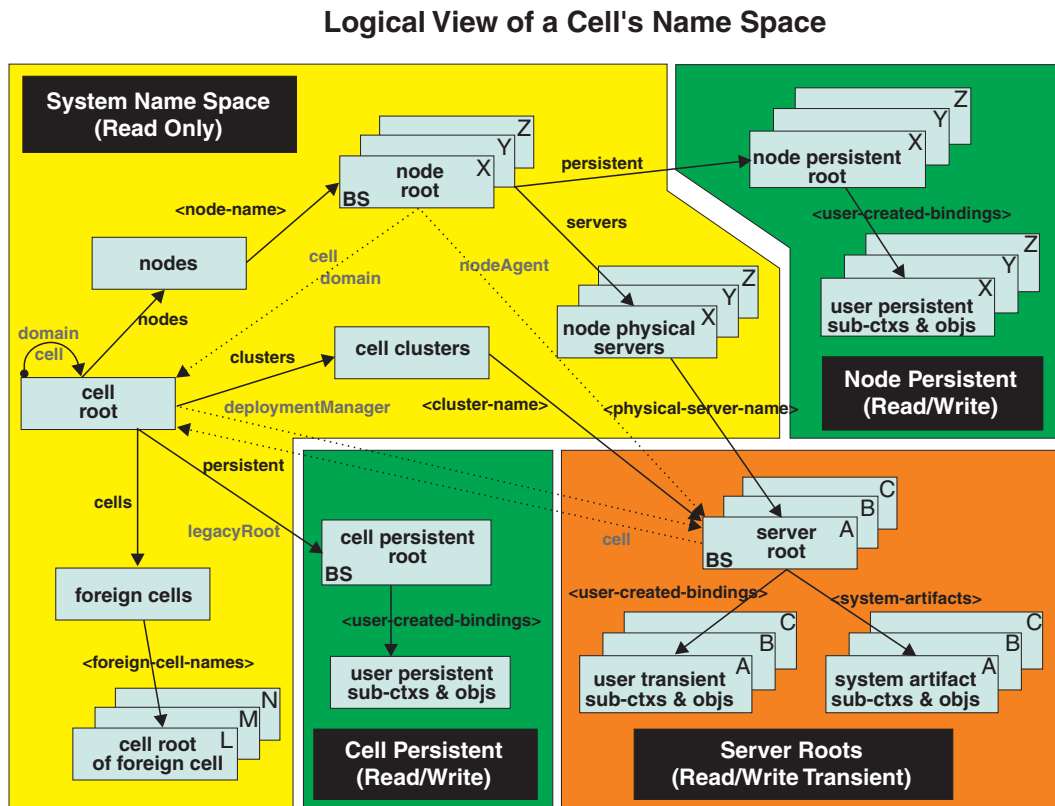 Logical View of a Cell's Name Space
System Name Space
(Read Only)
Z
Y
X
node
root
BS
persistent
Z
Y
X
node persistent
root
<node-name>
servers
<user-created-bindings>
nodes
cell
domain
nodeAgent
Z
Y
X
node physical
servers
Z
Y
X
user persistent
sub-ctxs & objs
nodes
domain
cell
clusters
cell clusters
cell
root
deploymentManager
<cluster-name>
<physical-server-name>
Node Persistent
(Read/Write)
persistent
cells
legacyRoot
cell persistent
root
BS
cell
C
B
A
server
root
BS
foreign cells
<user-created-bindings>
<user-created-bindings>
<system-artifacts>
<foreign-cell-names>
user persistent
sub-ctxs & objs
C
B
A
user transient
sub-ctxs & objs
C
B
A
system artifact
sub-ctxs & objs
N
M
L
cell root
of foreign cell
Cell Persistent
(Read/Write)
Server Roots
(Read/Write Transient)